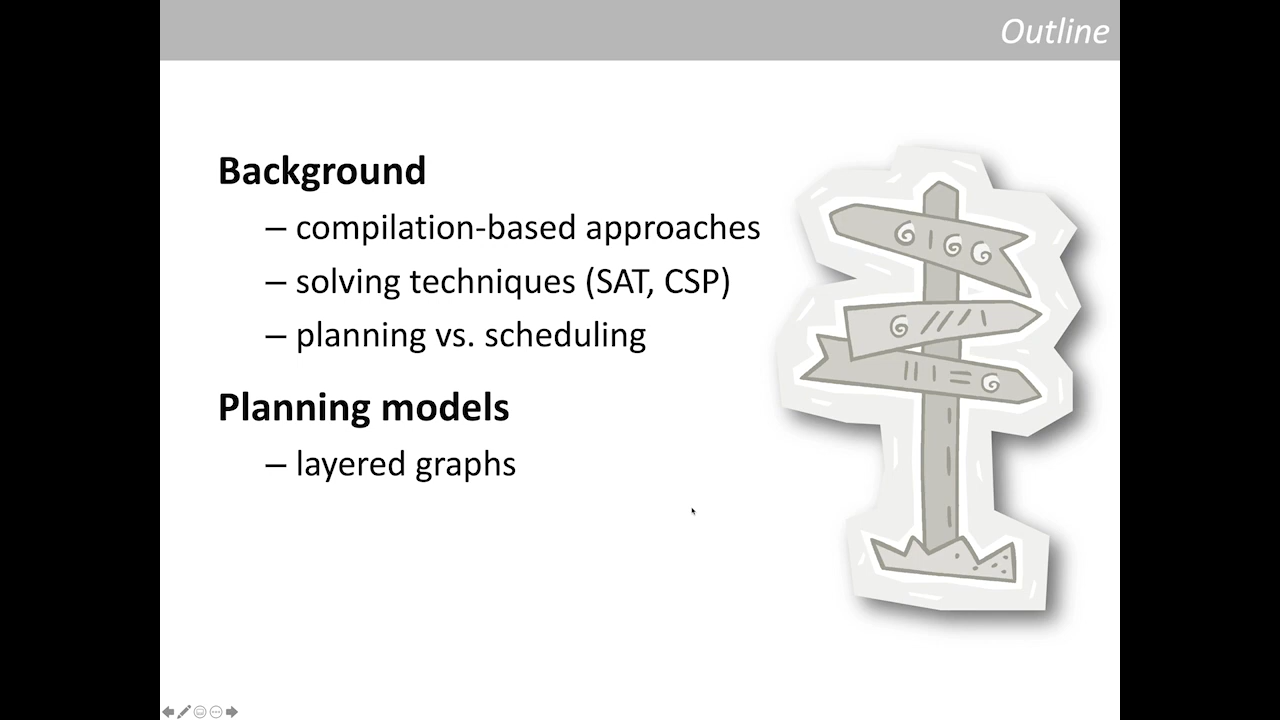 Outline
Background
– compilation-based approaches
– solving techniques (SAT, CSP)
– planning vs. scheduling
Planning models
– layered graphs